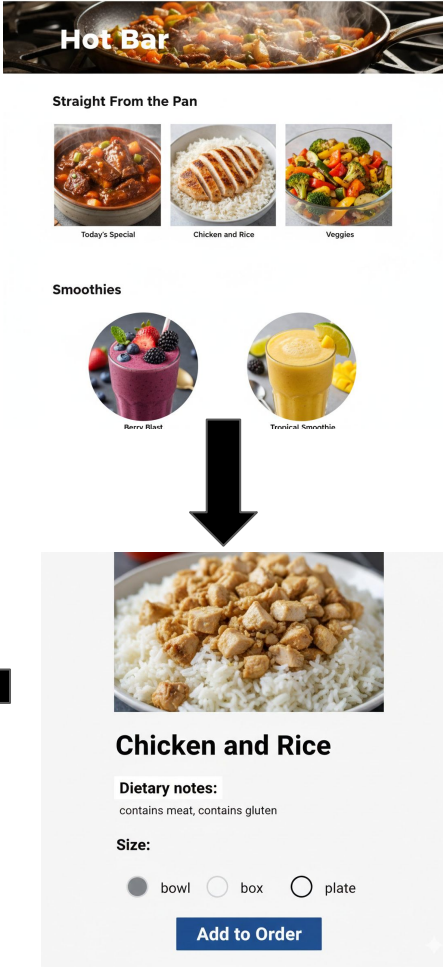 Hot Bar
Straight From the Pan
Today's Special Chicken and Rice Veggies
Smoothies
Berry Blast Tropical Smoothie
Chicken and Rice
Dietary notes:
contains meat, contains gluten
Size:
bowl box plate
Add to Order